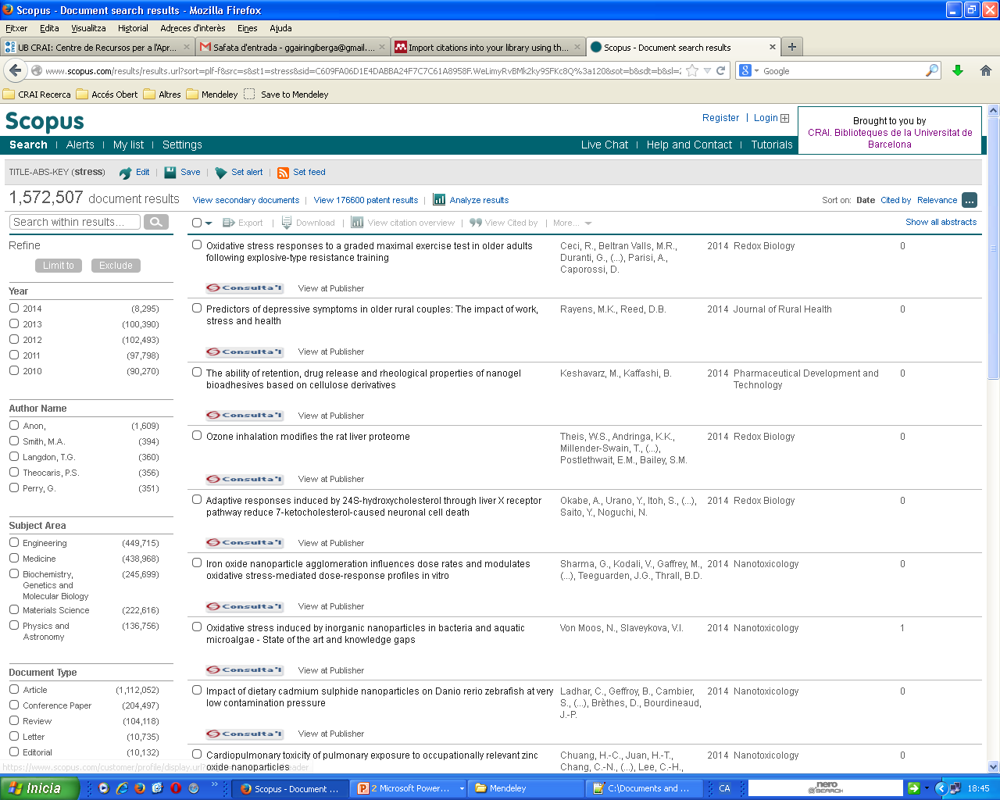 Scopus - Document search results - Mozilla Firefox
Fitxer Edita Visualitza Historial Adreces d'interès Eines Ajuda
UB CRAI: Centre de Recursos per a l'Apr... Safata d'entrada - ggairingiberga@gmail.... Import citations into your library using th... Scopus - Document search results
www.scopus.com/results/results.url?sort=plf-f&src=s&st1=stress&sid=C609FA06D1E4DABBA24F7C7C61A8958F.WeLimyRvBMk2ky9SFKc8Q%3a120&sot=b&sdt=b&sl= Google
CRAI Recerca Accés Obert Altres Mendeley Save to Mendeley
Scopus
Register | Login
Brought to you by
CRAI. Biblioteques de la Universitat de
Barcelona
Search | Alerts | My list | Settings
Live Chat | Help and Contact | Tutorials
TITLE-ABS-KEY (stress) Edit | Save | Set alert | Set feed
1,572,507 document results View secondary documents | View 176600 patent results | Analyze results
Sort on: Date Cited by Relevance ...
Search within results...
Export | Download | View citation overview | View Cited by | More...
Show all abstracts
Refine
Limit to Exclude
Year
2014 (8,295)
2013 (100,390)
2012 (102,493)
2011 (97,798)
2010 (90,270)
Author Name
Anon, (1,609)
Smith, M.A. (394)
Langdon, T.G. (360)
Theocaris, P.S. (356)
Perry, G. (351)
Subject Area
Engineering (449,715)
Medicine (438,968)
Biochemistry, (245,699)
Genetics and
Molecular Biology
Materials Science (222,616)
Physics and (136,756)
Astronomy
Document Type
Article (1,112,052)
Conference Paper (204,497)
Review (104,118)
Letter (10,735)
Editorial (10,132)
Oxidative stress responses to a graded maximal exercise test in older adults
following explosive-type resistance training
Ceci, R., Beltran Valls, M.R.,
Duranti, G., (...), Parisi, A.,
Caporossi, D.
2014 Redox Biology 0
Consulta'l View at Publisher
Predictors of depressive symptoms in older rural couples: The impact of work,
stress and health
Rayens, M.K., Reed, D.B.
2014 Journal of Rural Health 0
Consulta'l View at Publisher
The ability of retention, drug release and rheological properties of nanogel
bioadhesives based on cellulose derivatives
Keshavarz, M., Kaffashi, B.
2014 Pharmaceutical Development and
Technology
0
Consulta'l View at Publisher
Ozone inhalation modifies the rat liver proteome
Theis, W.S., Andringa, K.K.,
Millender-Swain, T., (...),
Postlethwait, E.M., Bailey, S.M.
2014 Redox Biology 0
Consulta'l View at Publisher
Adaptive responses induced by 24S-hydroxycholesterol through liver X receptor
pathway reduce 7-ketocholesterol-caused neuronal cell death
Okabe, A., Urano, Y., Itoh, S., (...),
Saito, Y., Noguchi, N.
2014 Redox Biology 0
Consulta'l View at Publisher
Iron oxide nanoparticle agglomeration influences dose rates and modulates
oxidative stress-mediated dose-response profiles in vitro
Sharma, G., Kodali, V., Gaffrey, M.,
(...), Teeguarden, J.G., Thrall, B.D.
2014 Nanotoxicology 0
Consulta'l View at Publisher
Oxidative stress induced by inorganic nanoparticles in bacteria and aquatic
microalgae - State of the art and knowledge gaps
Von Moos, N., Slaveykova, V.I.
2014 Nanotoxicology 1
Consulta'l View at Publisher
Impact of dietary cadmium sulphide nanoparticles on Danio rerio zebrafish at very
low contamination pressure
Ladhar, C., Geffroy, B., Cambier,
S., (...), Brèthes, D., Bourdineaud,
J.-P.
2014 Nanotoxicology 0
Consulta'l View at Publisher
Cardiopulmonary toxicity of pulmonary exposure to occupationally relevant zinc
oxide nanoparticles
Chuang, H.-C., Juan, H.-T.,
Chang, C.-N., (...), Lee, C.-H.,
2014 Nanotoxicology 0
Inicia Scopus - Document ... 2 Microsoft Power... Mendeley C:\Documents and ... CA nero SEARCH 18:45